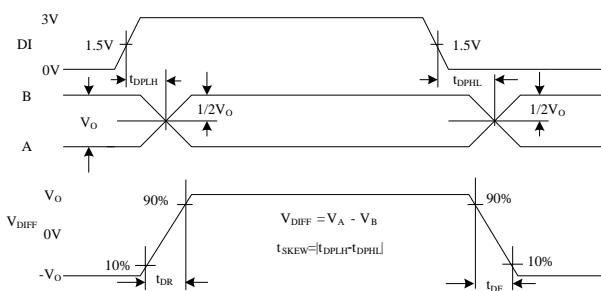 3V
DI
1.5V
1.5V
0V
tDPLH
tDPHL
B
VO
1/2VO
1/2VO
A
VO
90%
90%
VDIFF
0V
VDIFF =VA - VB
tSKEW=|tDPLH-tDPHL|
10%
10%
-VO
tDR
tDF